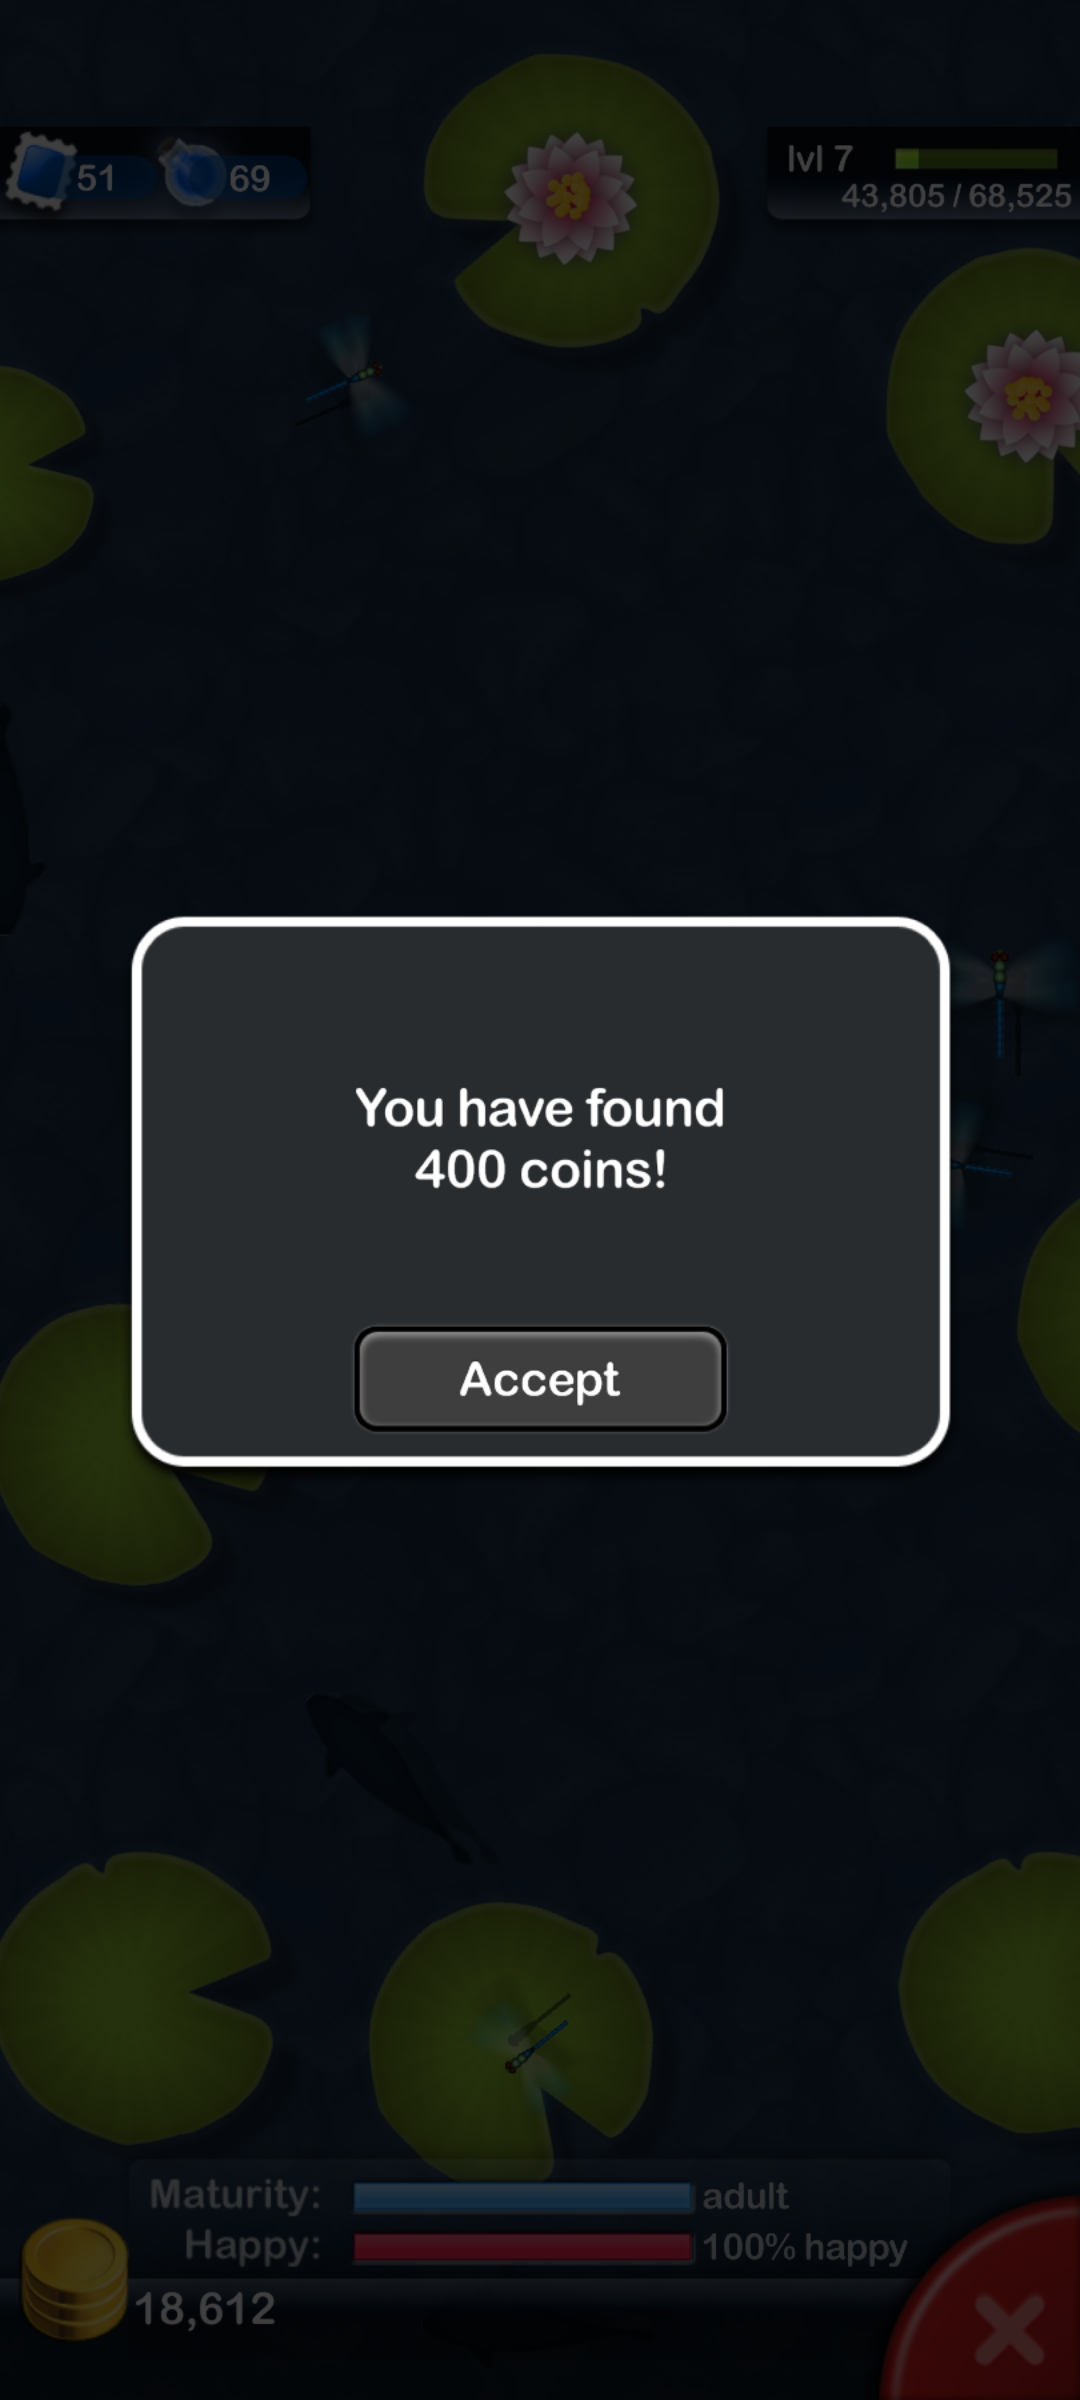 51 69
lvl 7
43,805 / 68,525
You have found
400 coins!
Accept
Maturity: adult
Happy: 100% happy
18,612